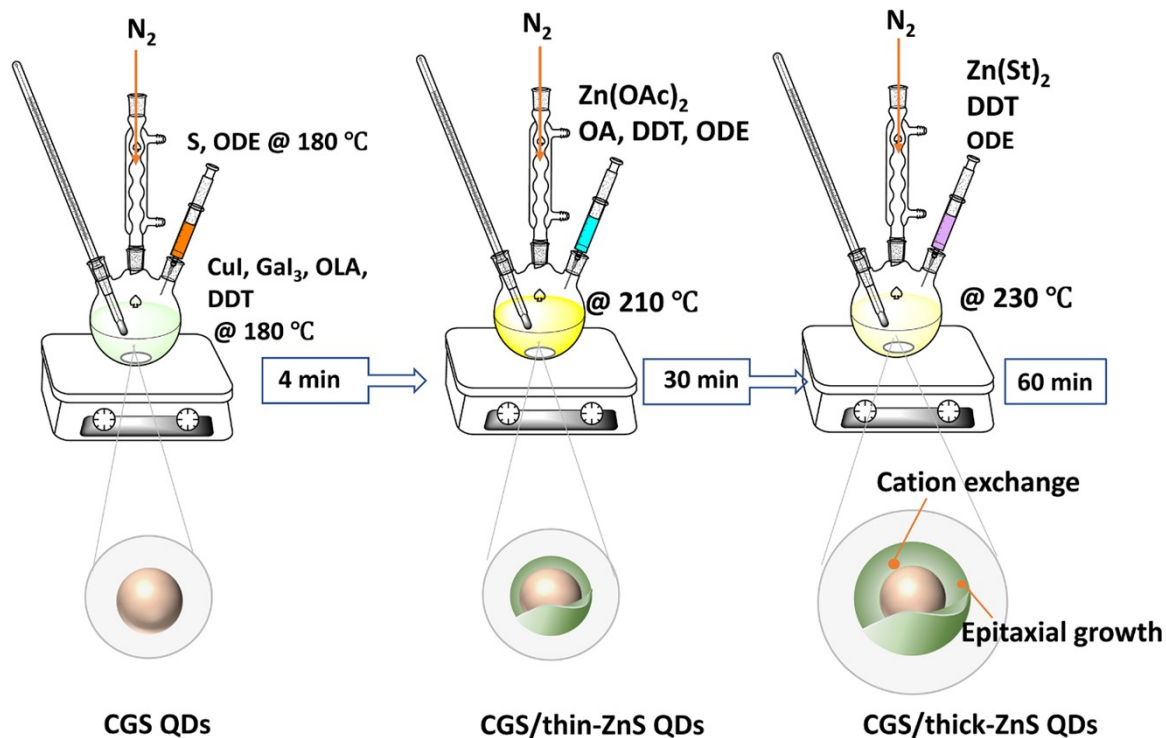 N₂
S, ODE @ 180 ℃
CuI, GaI₃, OLA,
DDT
@ 180 ℃
4 min
CGS QDs
N₂
Zn(OAc)₂
OA, DDT, ODE
@ 210 ℃
30 min
CGS/thin-ZnS QDs
N₂
Zn(St)₂
DDT
ODE
@ 230 ℃
60 min
Cation exchange
Epitaxial growth
CGS/thick-ZnS QDs